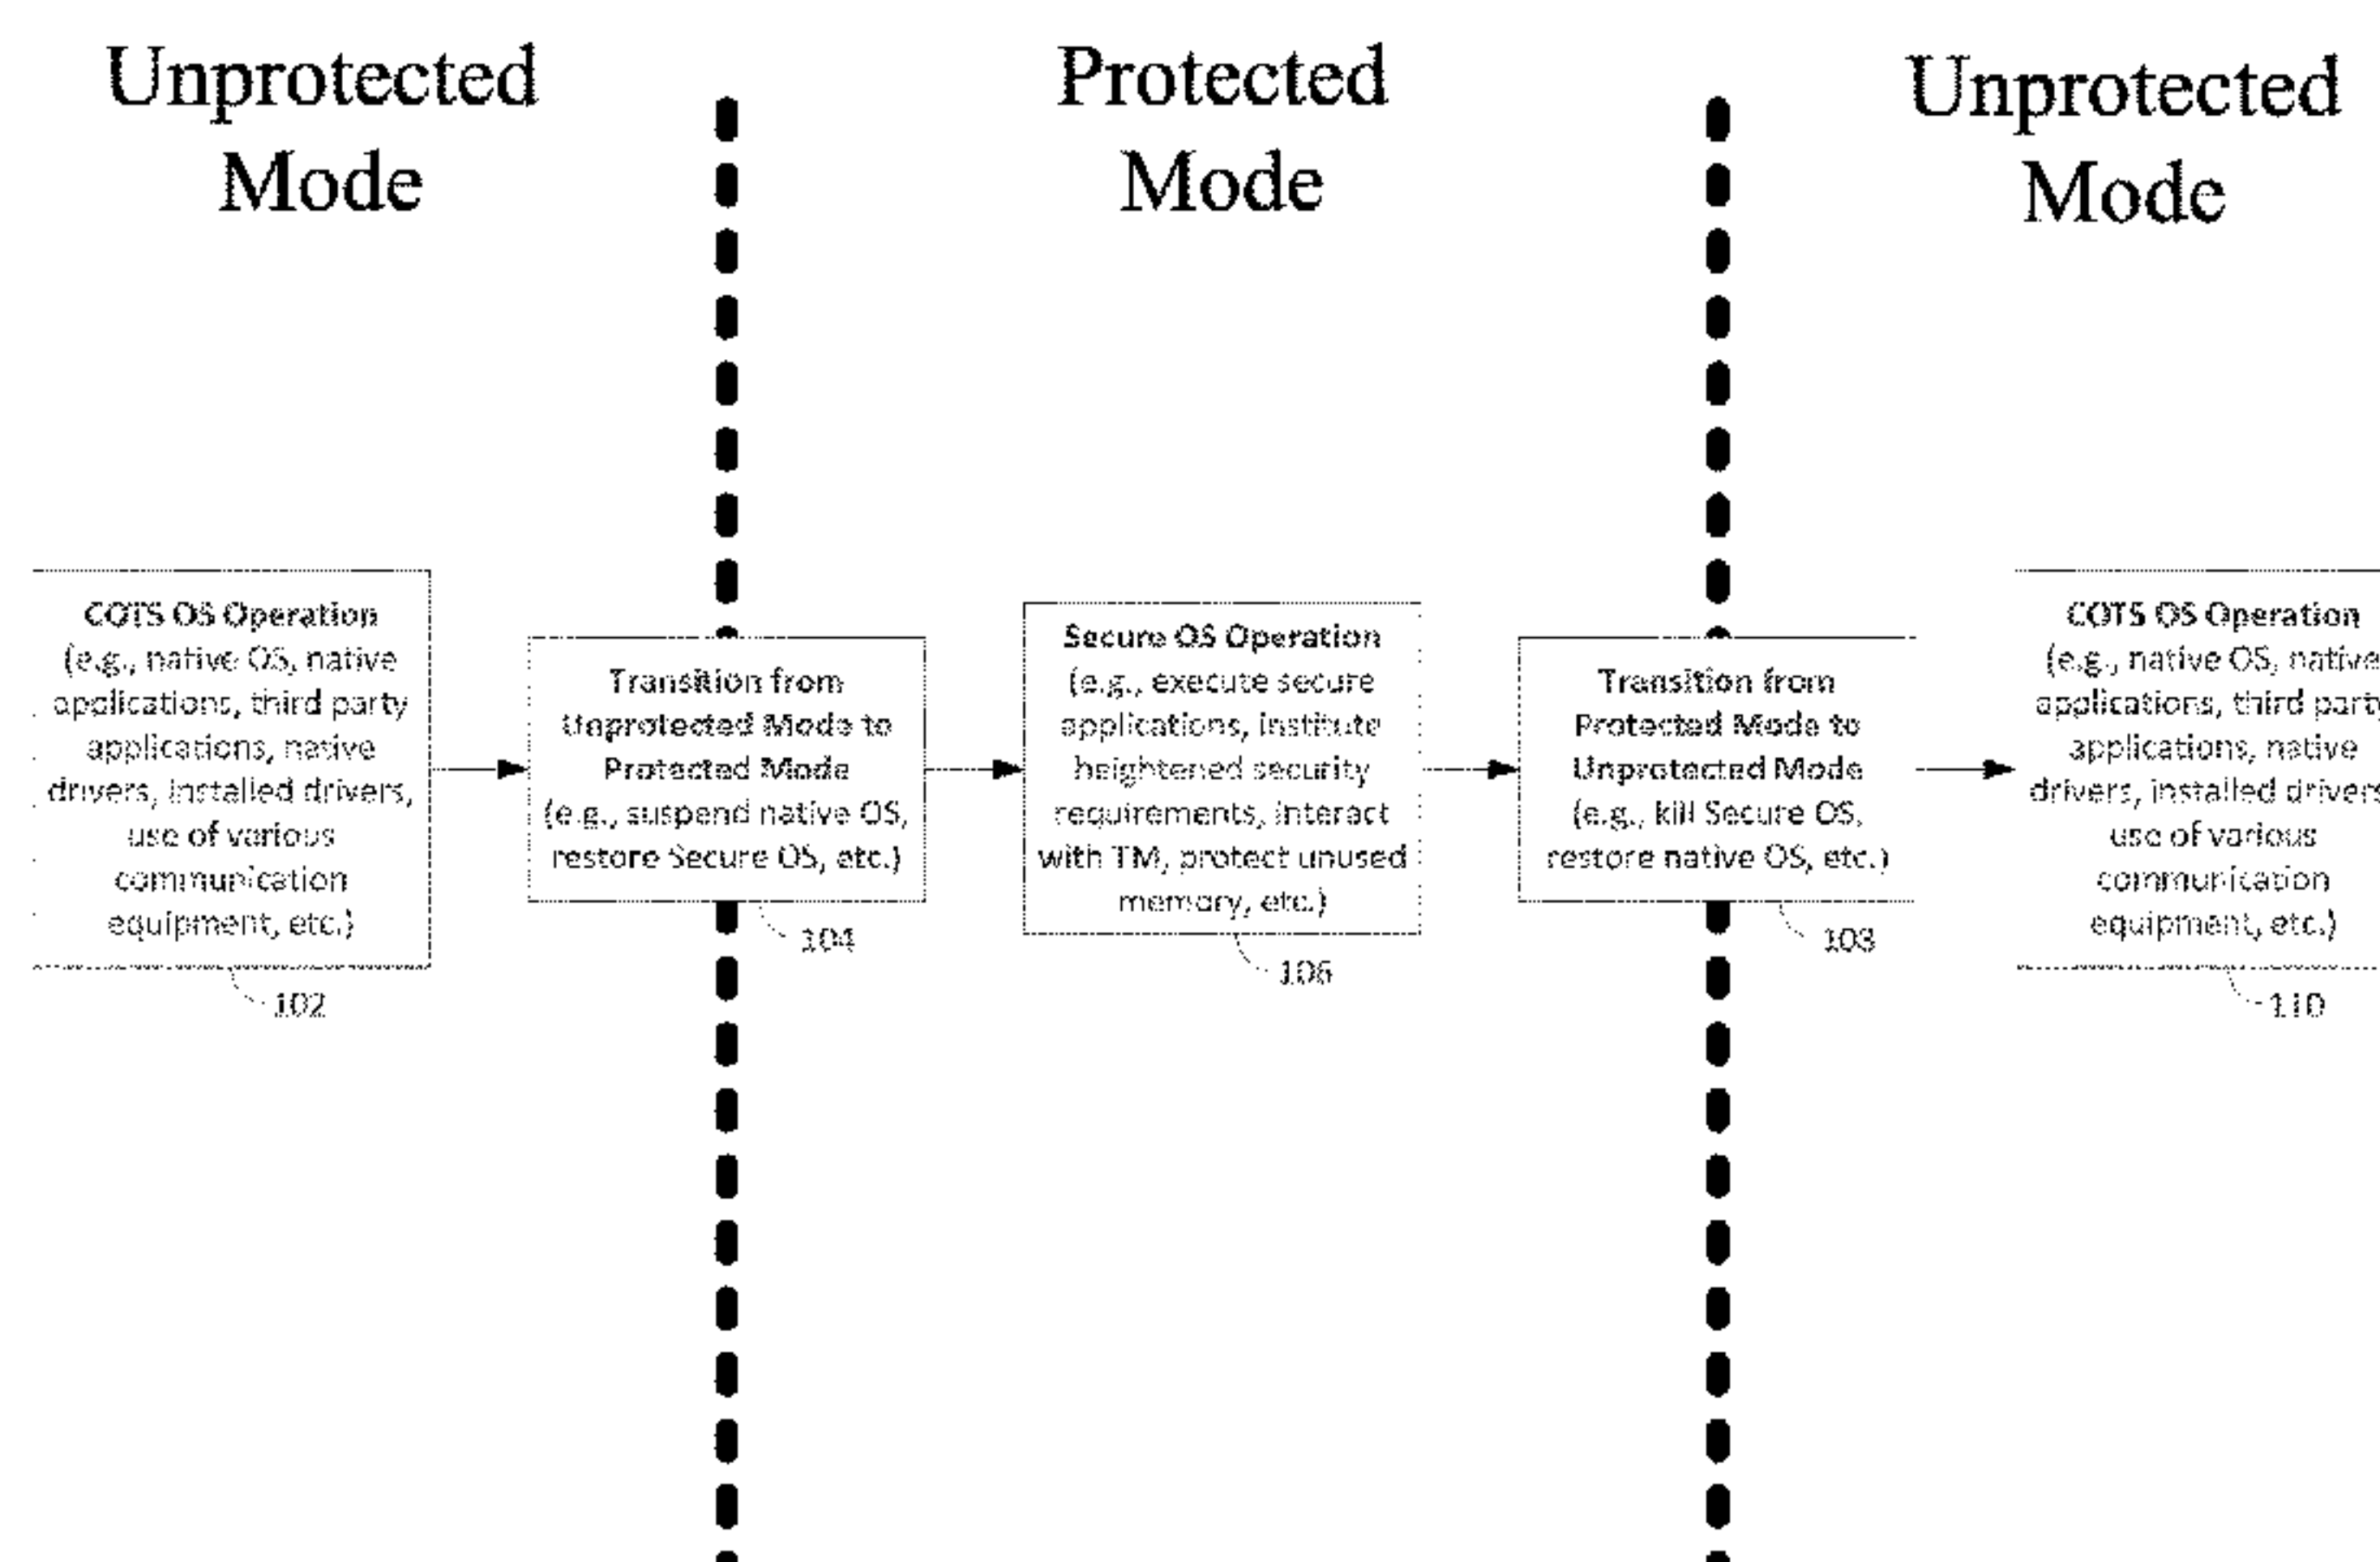 Unprotected
Mode
Protected
Mode
Unprotected
Mode
COTS OS Operation
(e.g., native OS, native
applications, third party
applications, native
drivers, installed drivers,
use of various
communication
equipment, etc.)
102
Transition from
Unprotected Mode to
Protected Mode
(e.g., suspend native OS,
restore Secure OS, etc.)
104
Secure OS Operation
(e.g., execute secure
applications, institute
heightened security
requirements, interact
with TM, protect unused
memory, etc.)
106
Transition from
Protected Mode to
Unprotected Mode
(e.g., kill Secure OS,
restore native OS, etc.)
108
COTS OS Operation
(e.g., native OS, native
applications, third party
applications, native
drivers, installed drivers
use of various
communication
equipment, etc.)
110